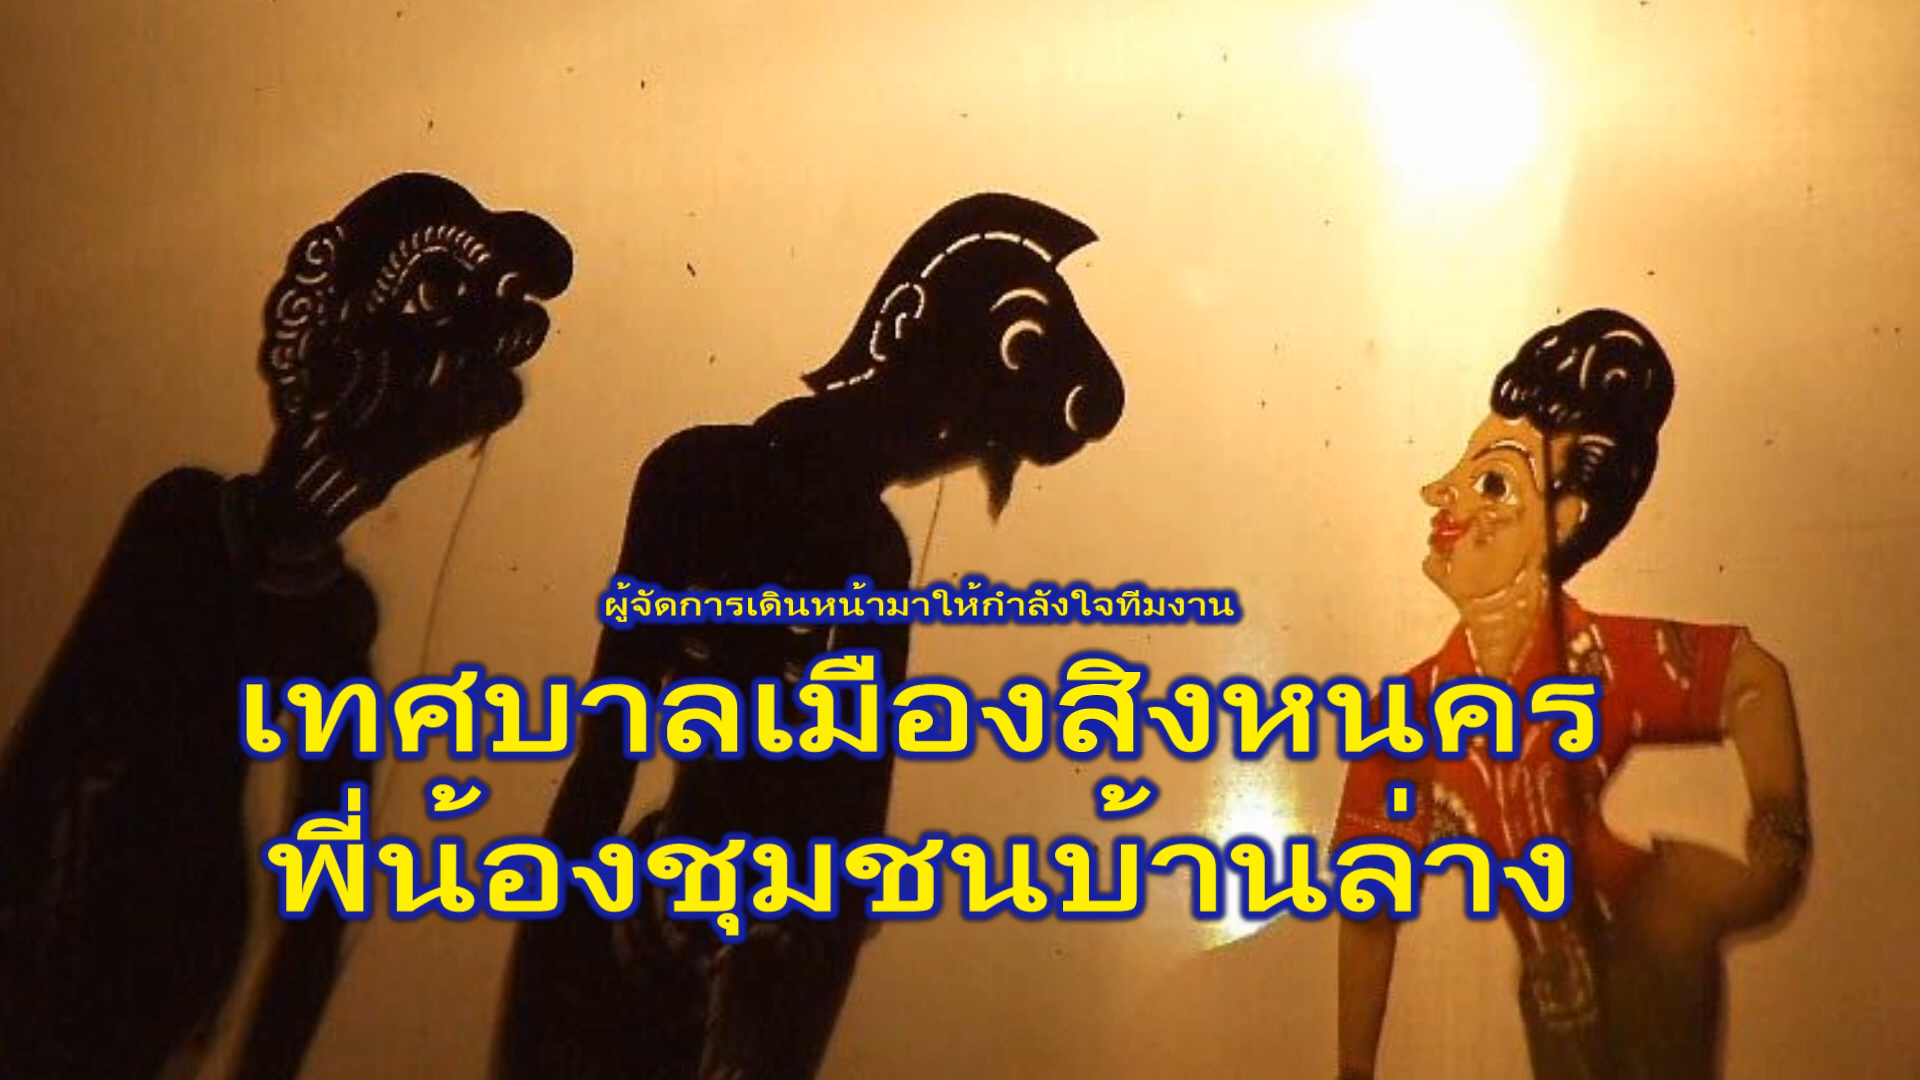 ผู้จัดการเดินหน้ามาให้กำลังใจทีมงาน
เทศบาลเมืองสิงหนคร
พี่น้องชุมชนบ้านล่าง